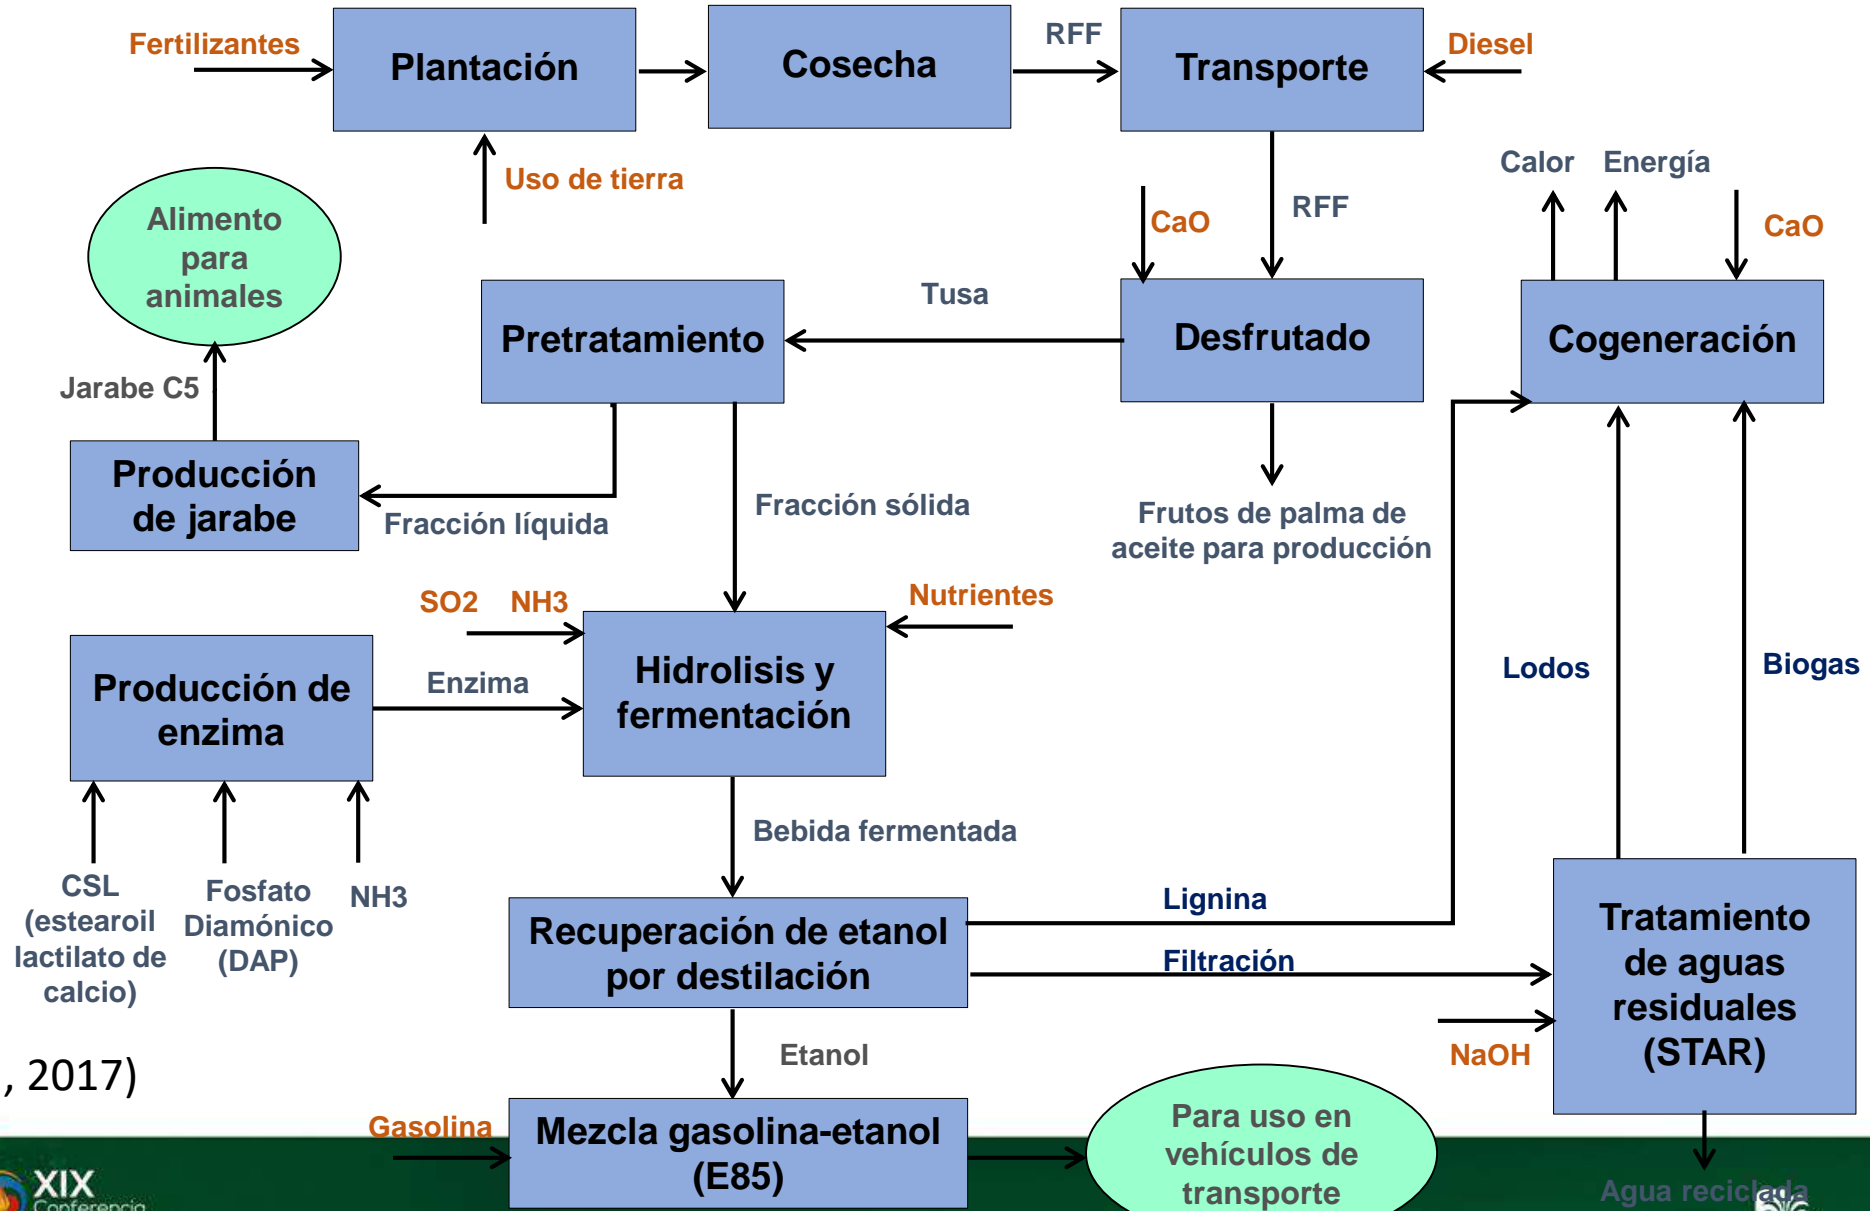 Fertilizantes
Plantación
Cosecha
RFF
Transporte
Diesel
Uso de tierra
Alimento
para
animales
CaO
RFF
Calor Energía
CaO
Pretratamiento
Tusa
Desfrutado
Cogeneración
Jarabe C5
Producción
de jarabe
Fracción líquida
Fracción sólida
Frutos de palma de
aceite para producción
SO2 NH3
Nutrientes
Producción de
enzima
Enzima
Hidrolisis y
fermentación
Lodos
Biogas
CSL
(estearoil
lactilato de
calcio)
Fosfato
Diamónico
(DAP)
NH3
Bebida fermentada
Recuperación de etanol
por destilación
Lignina
Filtración
Tratamiento
de aguas
residuales
(STAR)
NaOH
Etanol
, 2017)
Gasolina
Mezcla gasolina-etanol
(E85)
Para uso en
vehículos de
transporte
Agua reciclada
XIX
Conferencia